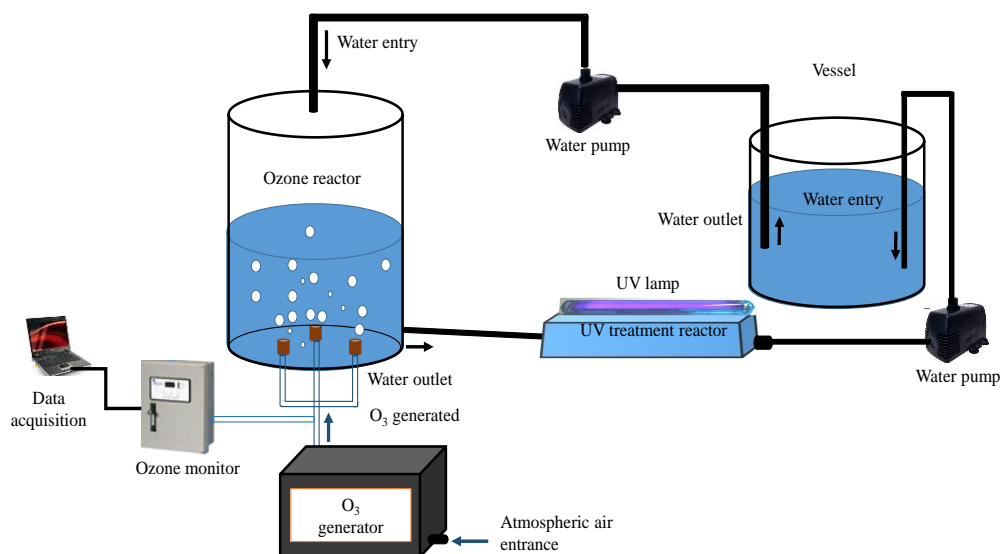 Water entry
Vessel
Water pump
Ozone reactor
Water entry
Water outlet
UV lamp
UV treatment reactor
Water outlet
Water pump
Data
acquisition
O₃ generated
Ozone monitor
O₃
generator
Atmospheric air
entrance